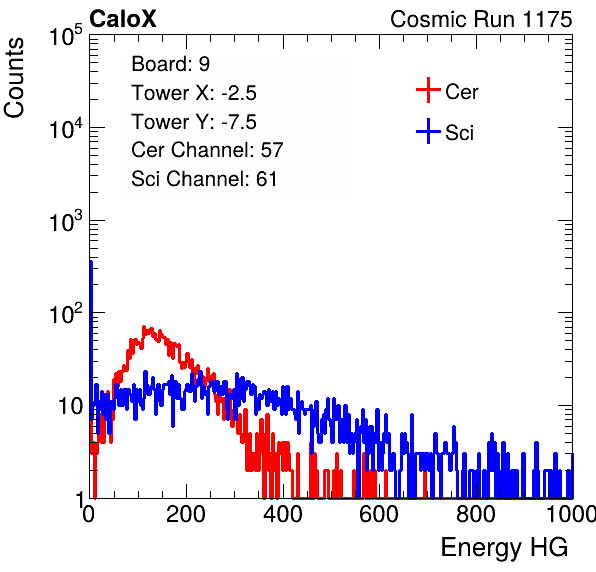 CaloX Cosmic Run 1175
Counts
Board: 9
Tower X: -2.5
Tower Y: -7.5
Cer Channel: 57
Sci Channel: 61
Cer
Sci
10^5
10^4
10^3
10^2
10
1
0 200 400 600 800 1000
Energy HG